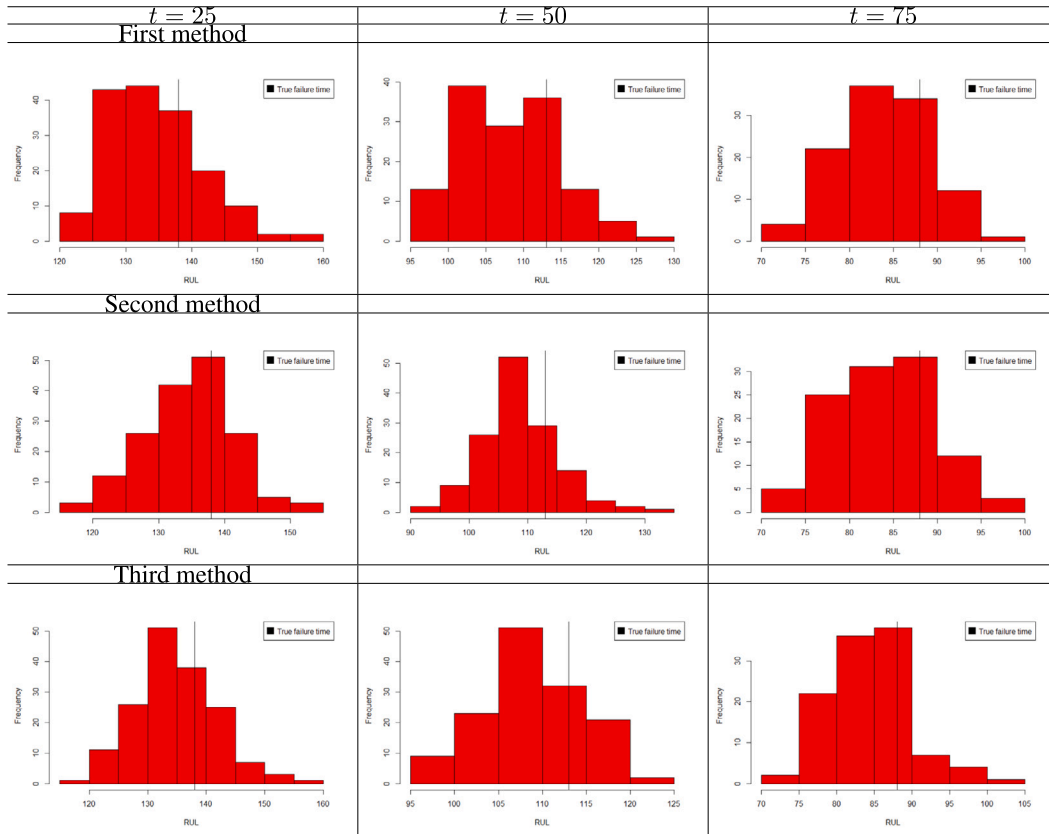 t = 25 t = 50 t = 75
First method
True failure time
Frequency
0 10 20 30 40
120 130 140 150 160
RUL
True failure time
Frequency
0 10 20 30 40
95 100 105 110 115 120 125 130
RUL
True failure time
Frequency
0 10 20 30
70 75 80 85 90 95 100
RUL
Second method
True failure time
Frequency
0 10 20 30 40 50
120 130 140 150
RUL
True failure time
Frequency
0 10 20 30 40 50
90 100 110 120 130
RUL
True failure time
Frequency
0 5 10 15 20 25 30
70 75 80 85 90 95 100
RUL
Third method
True failure time
Frequency
0 10 20 30 40 50
120 130 140 150 160
RUL
True failure time
Frequency
0 10 20 30 40 50
95 100 105 110 115 120 125
RUL
True failure time
Frequency
0 10 20 30
70 75 80 85 90 95 100 105
RUL